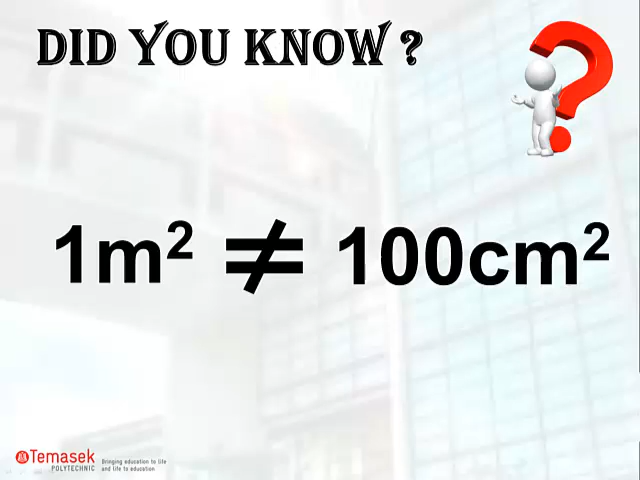 DID YOU KNOW ?
1m² ≠ 100cm²
Temasek
POLYTECHNIC
Bringing education to life
and life to education